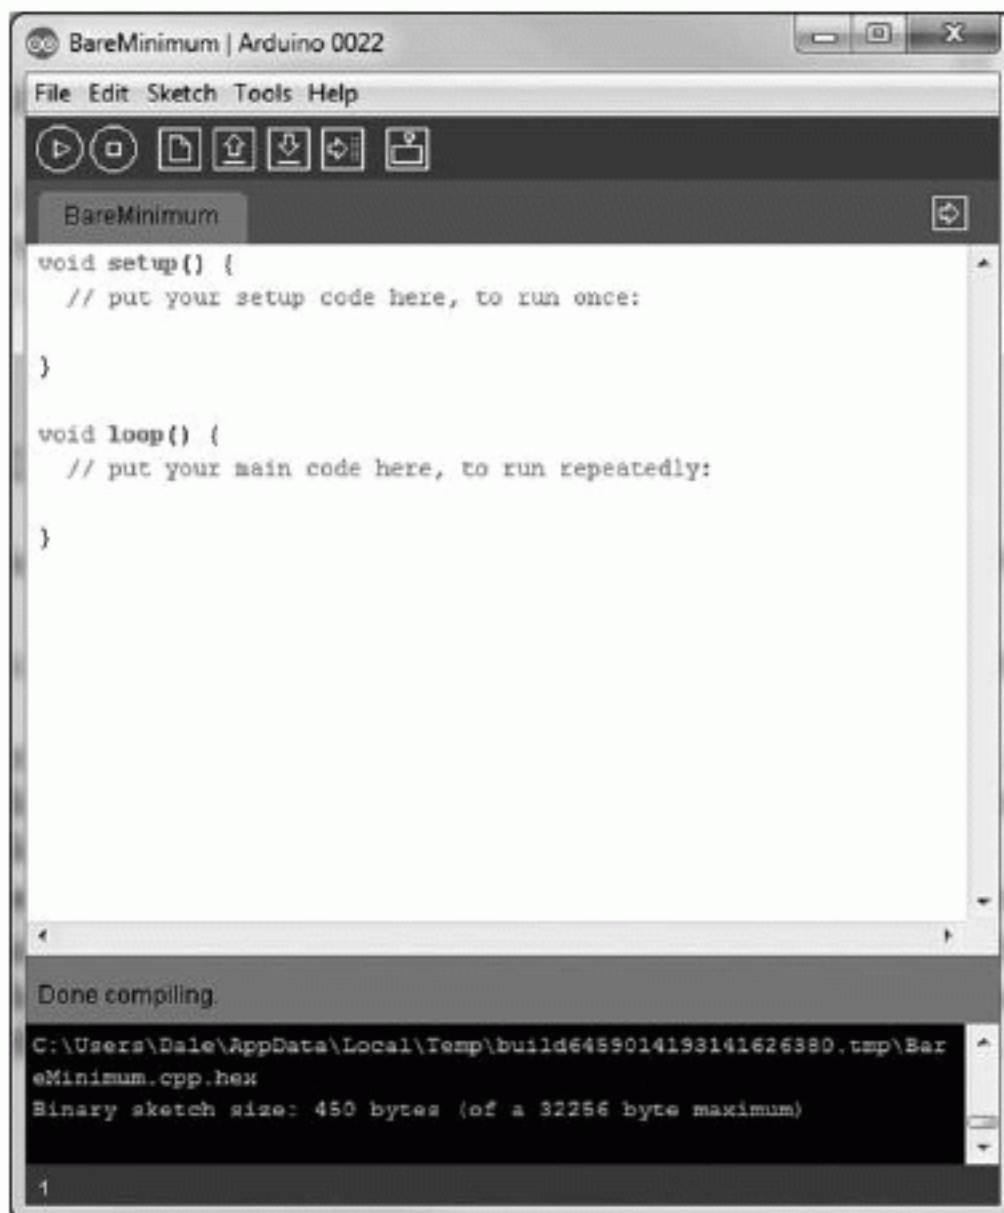 BareMinimum | Arduino 0022
File Edit Sketch Tools Help
BareMinimum
void setup() {
  // put your setup code here, to run once:
}
void loop() {
  // put your main code here, to run repeatedly:
}
Done compiling.
C:\Users\Dale\AppData\Local\Temp\build6459014193141626380.tmp\Bar
eMinimum.cpp.hex
Binary sketch size: 450 bytes (of a 32256 byte maximum)
1